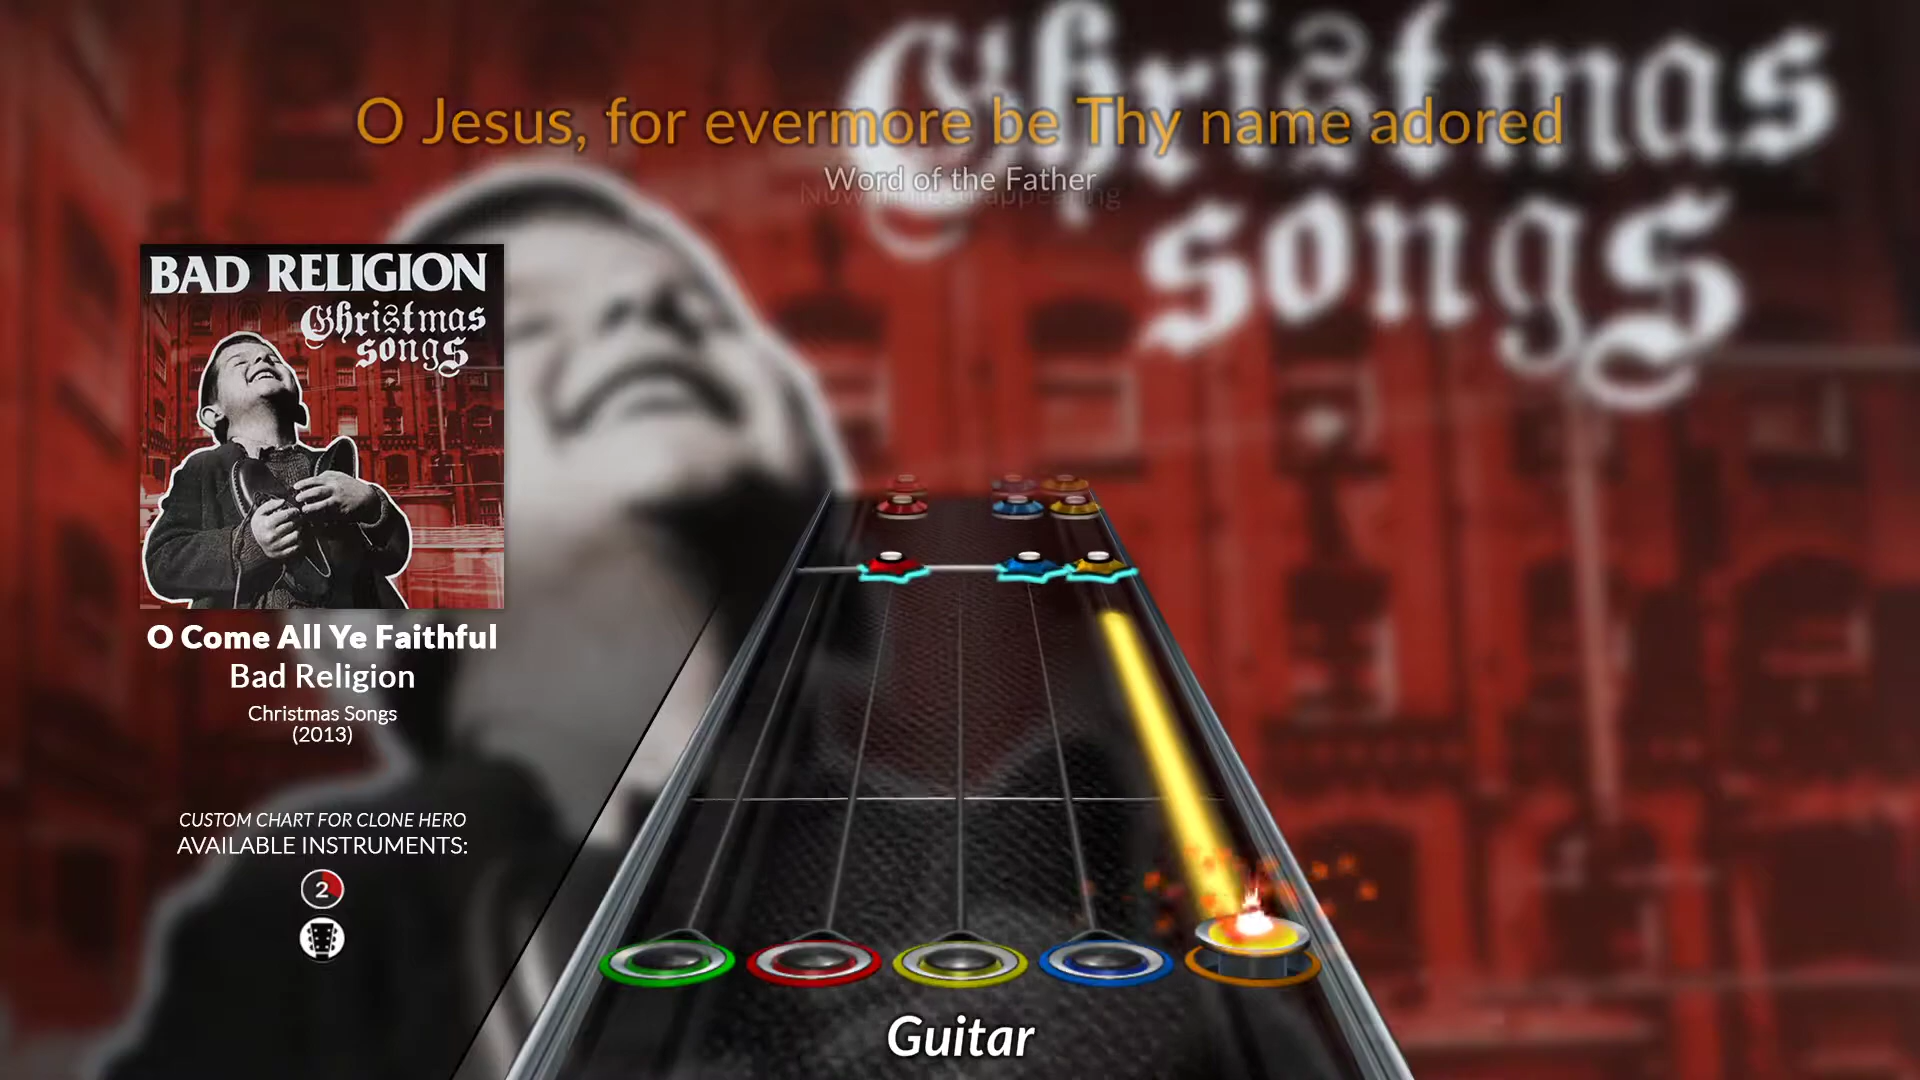 O Jesus, for evermore be Thy name adored
Word of the Father
Christmas
songs
BAD RELIGION
Christmas
songs
O Come All Ye Faithful
Bad Religion
Christmas Songs
(2013)
CUSTOM CHART FOR CLONE HERO
AVAILABLE INSTRUMENTS:
2
Guitar